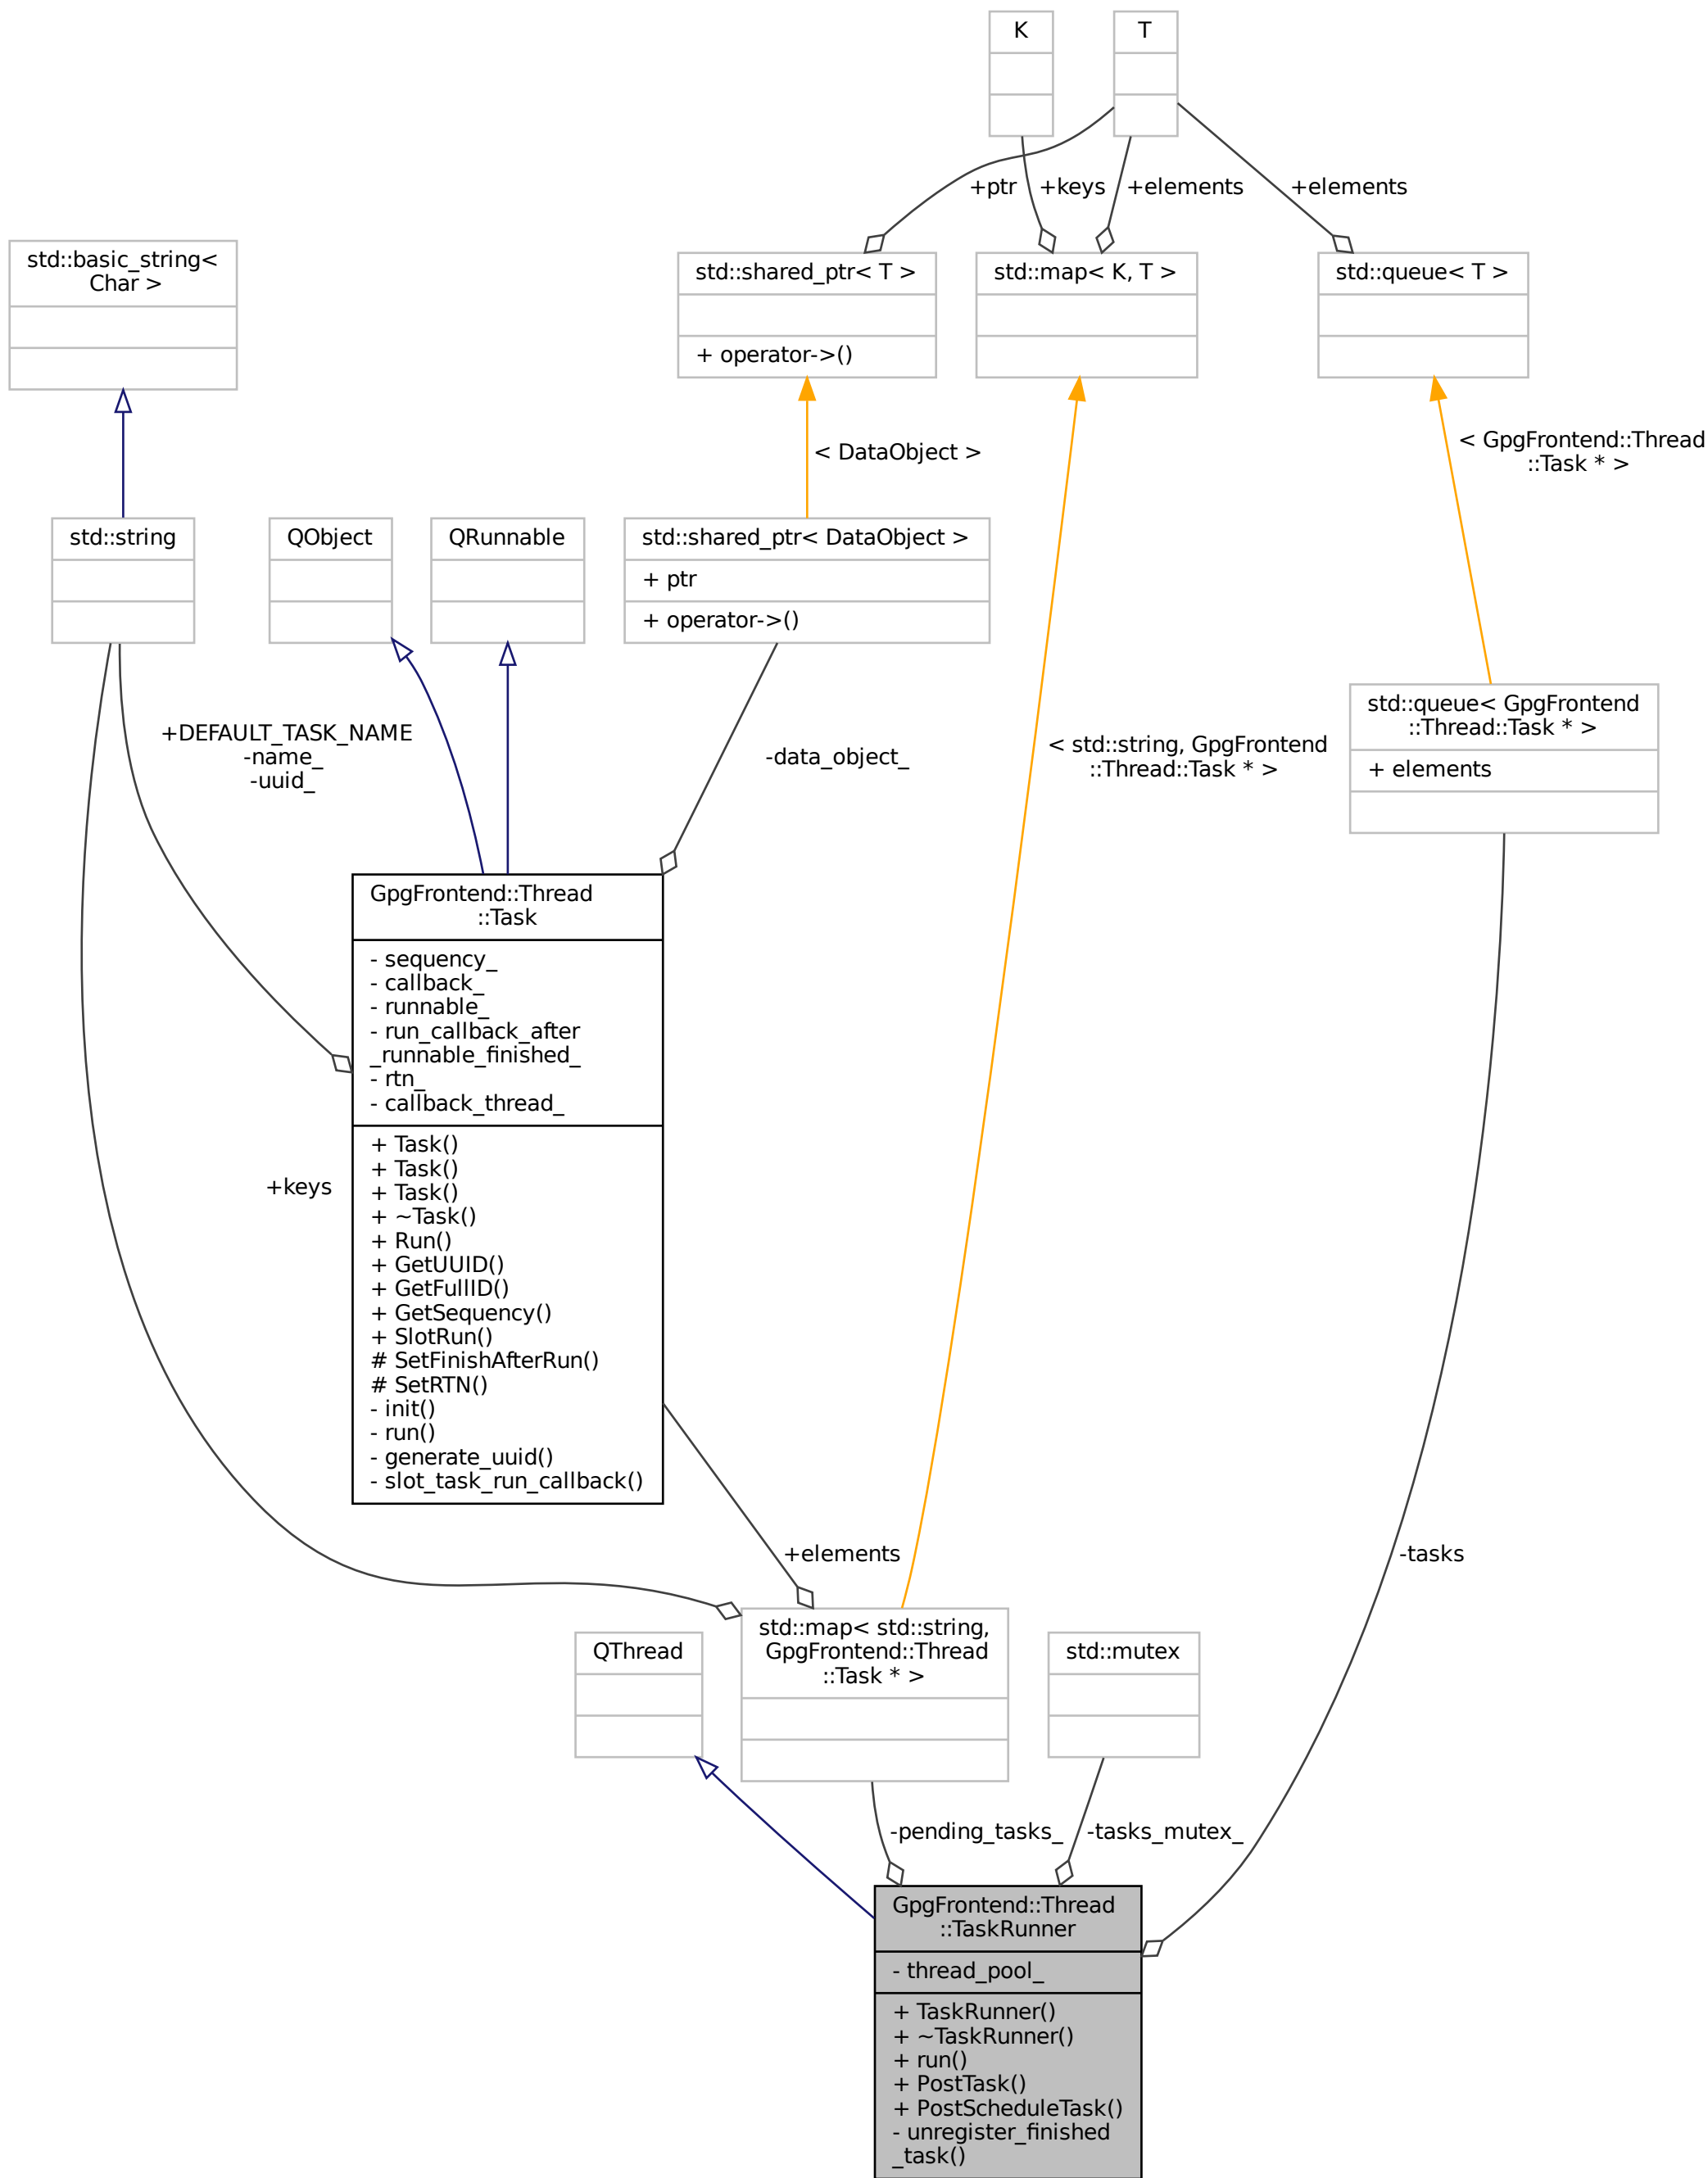 K
T
+ptr
+keys
+elements
+elements
std::basic_string<
Char >
std::shared_ptr< T >
+ operator->()
std::map< K, T >
std::queue< T >
< DataObject >
< GpgFrontend::Thread
::Task * >
std::string
QObject
QRunnable
std::shared_ptr< DataObject >
+ ptr
+ operator->()
std::queue< GpgFrontend
::Thread::Task * >
+ elements
+DEFAULT_TASK_NAME
-name_
-uuid_
-data_object_
< std::string, GpgFrontend
::Thread::Task * >
GpgFrontend::Thread
::Task
- sequency_
- callback_
- runnable_
- run_callback_after
_runnable_finished_
- rtn_
- callback_thread_
+ Task()
+ Task()
+ Task()
+ ~Task()
+ Run()
+ GetUUID()
+ GetFullID()
+ GetSequency()
+ SlotRun()
# SetFinishAfterRun()
# SetRTN()
- init()
- run()
- generate_uuid()
- slot_task_run_callback()
+keys
+elements
-tasks
QThread
std::map< std::string,
GpgFrontend::Thread
::Task * >
std::mutex
-pending_tasks_
-tasks_mutex_
GpgFrontend::Thread
::TaskRunner
- thread_pool_
+ TaskRunner()
+ ~TaskRunner()
+ run()
+ PostTask()
+ PostScheduleTask()
- unregister_finished
_task()